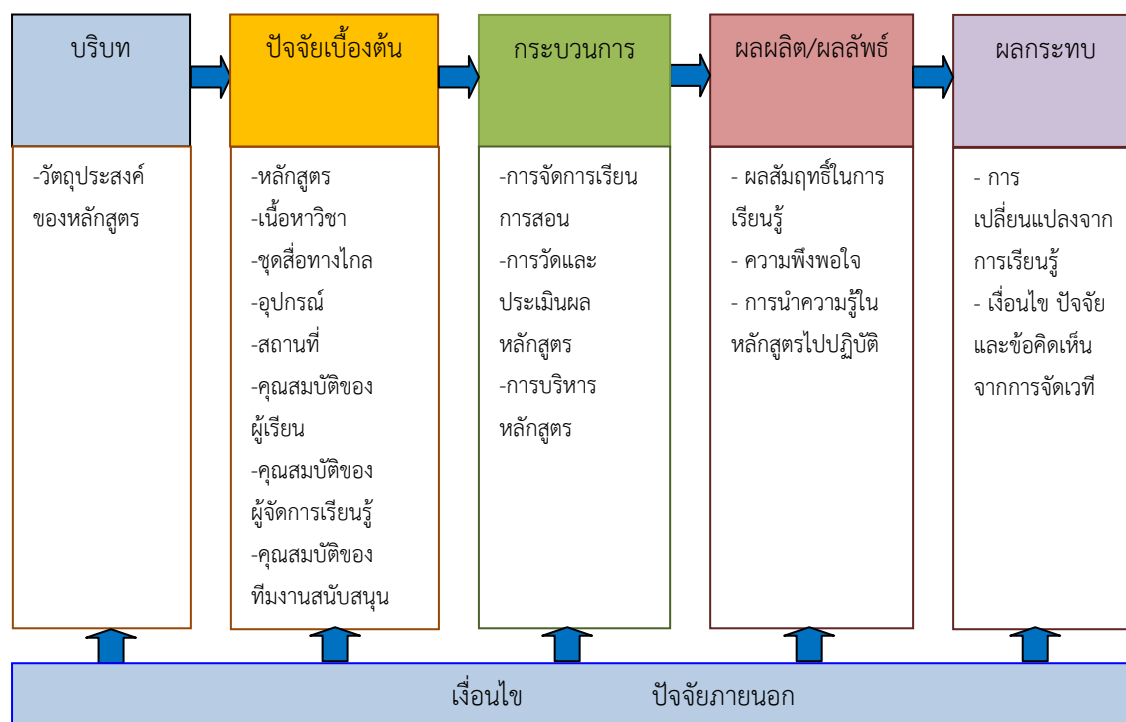 บริบท
-วัตถุประสงค์
ของหลักสูตร
ปัจจัยเบื้องต้น
-หลักสูตร
-เนื้อหาวิชา
-ชุดสื่อทางไกล
-อุปกรณ์
-สถานที่
-คุณสมบัติของ
ผู้เรียน
-คุณสมบัติของ
ผู้จัดการเรียนรู้
-คุณสมบัติของ
ทีมงานสนับสนุน
กระบวนการ
-การจัดการเรียน
การสอน
-การวัดและ
ประเมินผล
หลักสูตร
-การบริหาร
หลักสูตร
ผลผลิต/ผลลัพธ์
- ผลสัมฤทธิ์ในการ
เรียนรู้
- ความพึงพอใจ
- การนำความรู้ใน
หลักสูตรไปปฏิบัติ
ผลกระทบ
- การ
เปลี่ยนแปลงจาก
การเรียนรู้
- เงื่อนไข ปัจจัย
และข้อคิดเห็น
จากการจัดเวที
เงื่อนไข ปัจจัยภายนอก